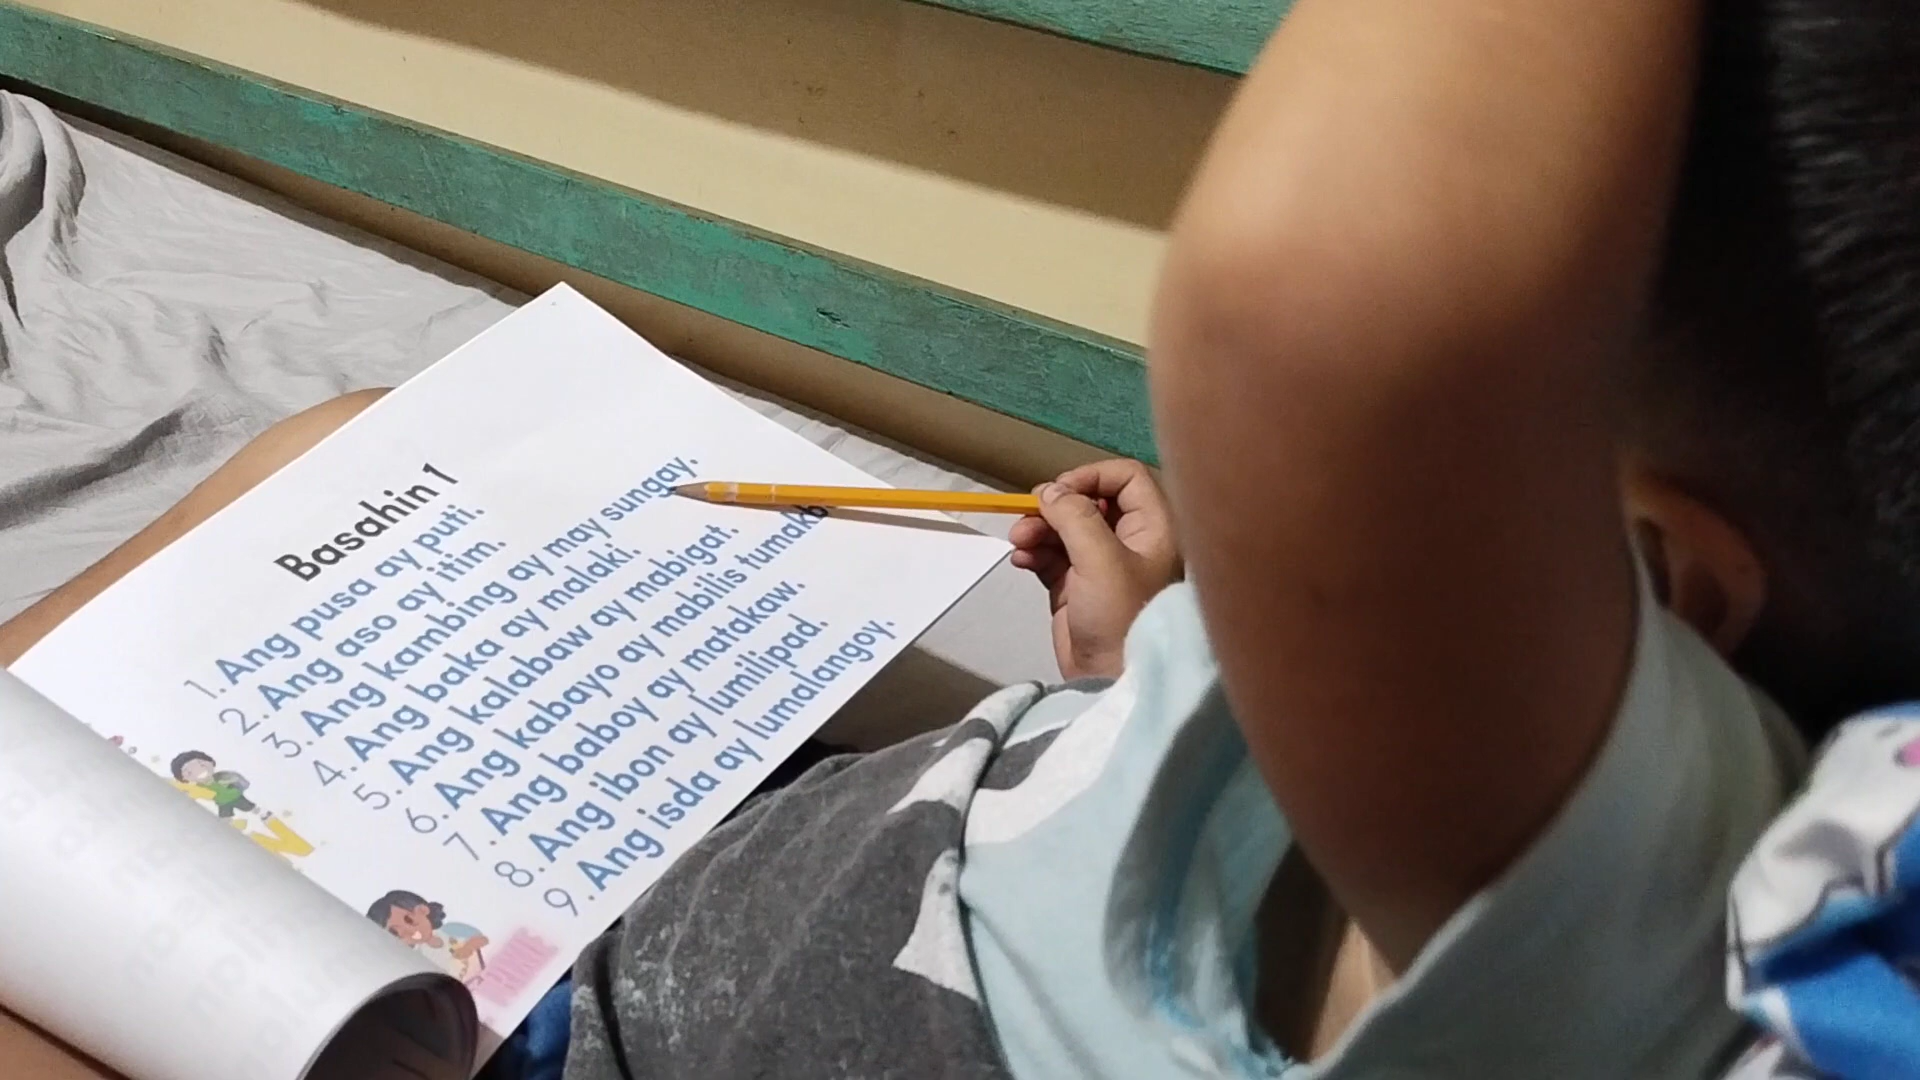 Basahin 1
1. Ang pusa ay puti.
2. Ang aso ay itim.
3. Ang kambing ay may sungay.
4. Ang baka ay malaki.
5. Ang kalabaw ay mabigat.
6. Ang kabayo ay mabilis tumakb
7. Ang baboy ay matakaw.
8. Ang ibon ay lumilipad.
9. Ang isda ay lumalangoy.